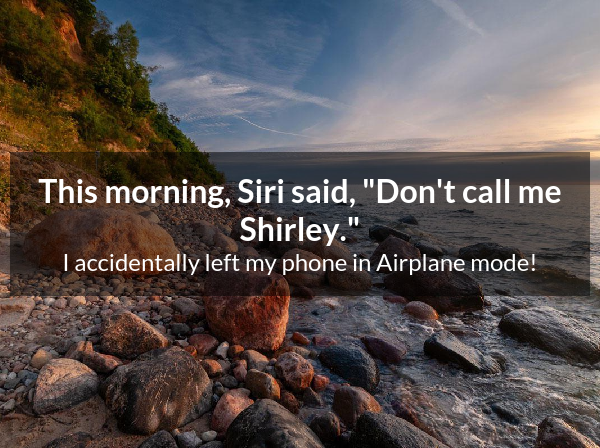 This morning, Siri said, "Don't call me
Shirley."
I accidentally left my phone in Airplane mode!